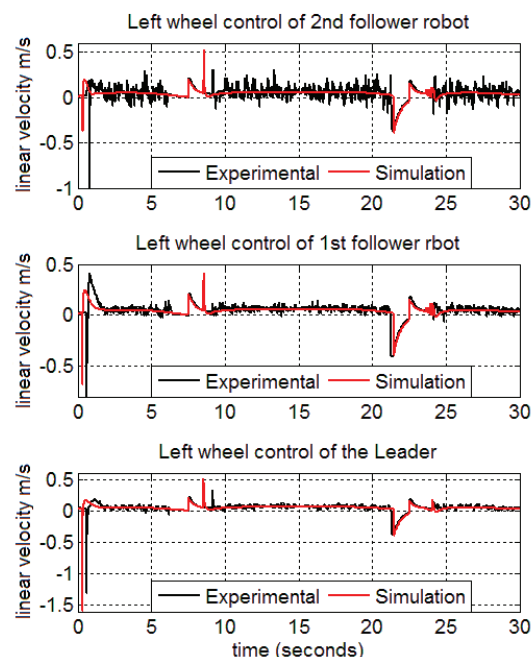 Left wheel control of 2nd follower robot
linear velocity m/s
0.5
0
-0.5
-1
Experimental Simulation
0 5 10 15 20 25 30
Left wheel control of 1st follower rbot
linear velocity m/s
0.5
0
-0.5
Experimental Simulation
0 5 10 15 20 25 30
Left wheel control of the Leader
linear velocity m/s
0.5
0
-0.5
-1
-1.5
Experimental Simulation
0 5 10 15 20 25 30
time (seconds)